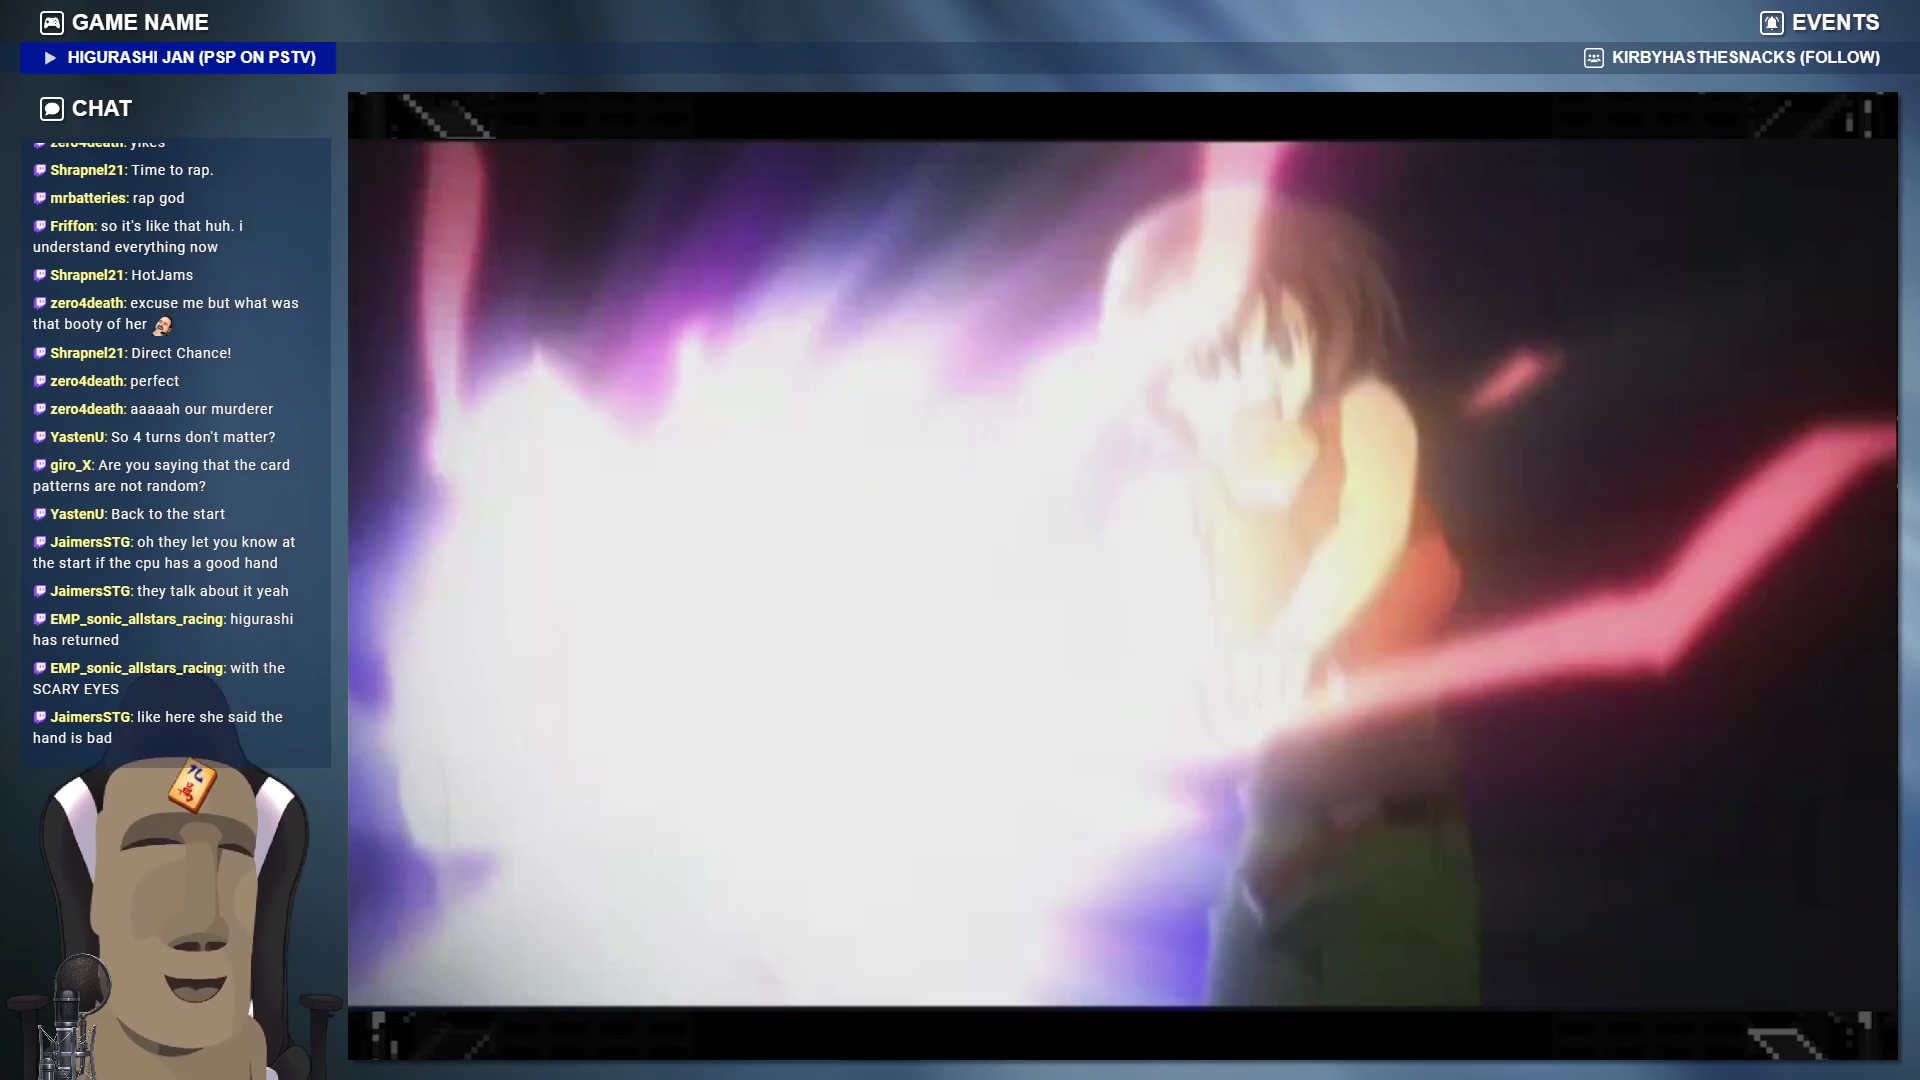 GAME NAME
HIGURASHI JAN (PSP ON PSTV)
EVENTS
KIRBYHASTHESNACKS (FOLLOW)
CHAT
zero4death: yikes
Shrapnel21: Time to rap.
mrbatteries: rap god
Friffon: so it's like that huh. i
understand everything now
Shrapnel21: HotJams
zero4death: excuse me but what was
that booty of her
Shrapnel21: Direct Chance!
zero4death: perfect
zero4death: aaaaah our murderer
YastenU: So 4 turns don't matter?
giro_X: Are you saying that the card
patterns are not random?
YastenU: Back to the start
JaimersSTG: oh they let you know at
the start if the cpu has a good hand
JaimersSTG: they talk about it yeah
EMP_sonic_allstars_racing: higurashi
has returned
EMP_sonic_allstars_racing: with the
SCARY EYES
JaimersSTG: like here she said the
hand is bad
九
萬